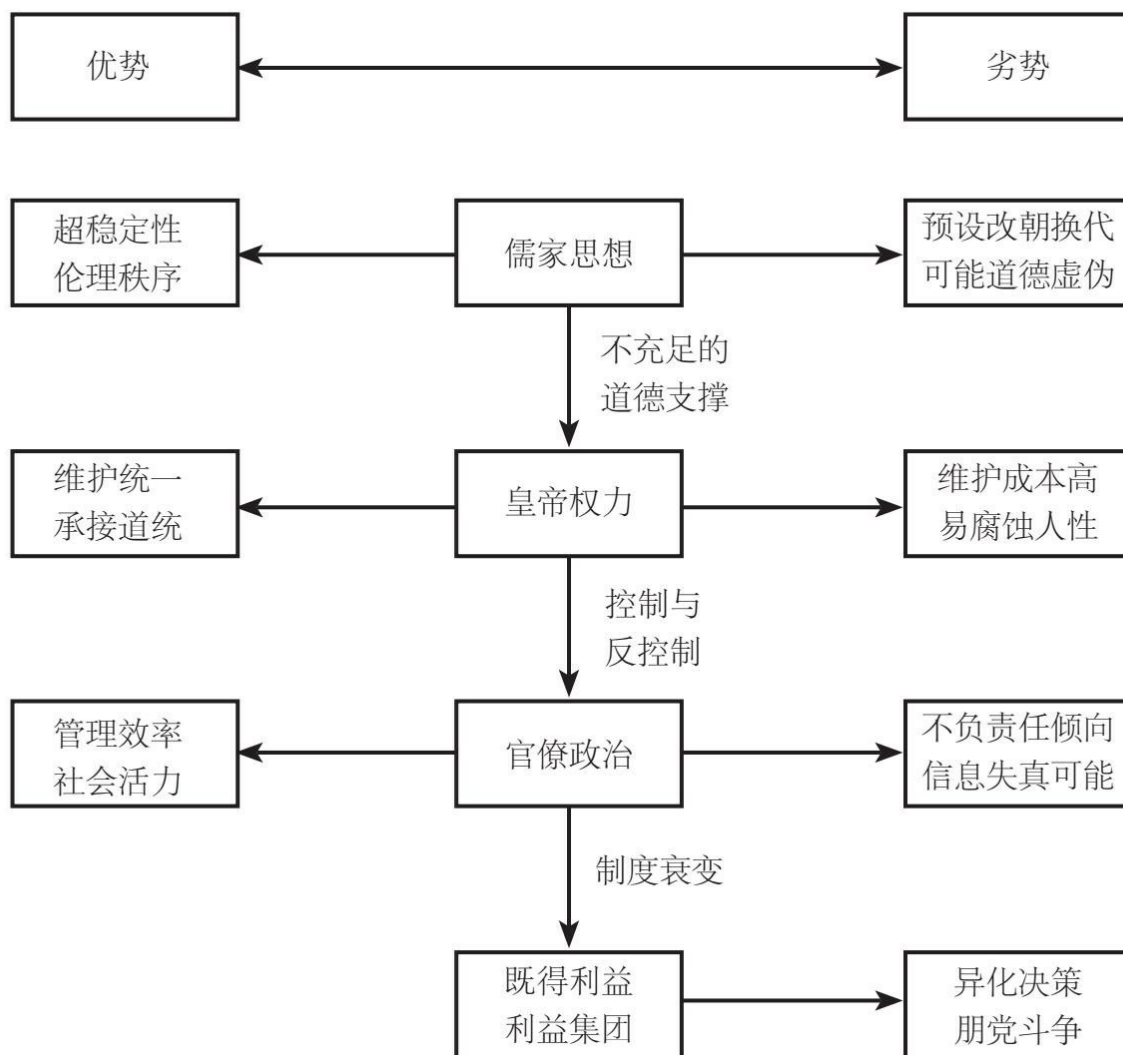 优势
劣势
超稳定性
伦理秩序
儒家思想
预设改朝换代
可能道德虚伪
不充足的
道德支撑
维护统一
承接道统
皇帝权力
维护成本高
易腐蚀人性
控制与
反控制
管理效率
社会活力
官僚政治
不负责任倾向
信息失真可能
制度衰变
既得利益
利益集团
异化决策
朋党斗争